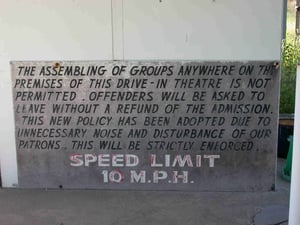 THE ASSEMBLING OF GROUPS ANYWHERE ON THE
PREMISES OF THIS DRIVE-IN THEATRE IS NOT
PERMITTED. OFFENDERS WILL BE ASKED TO
LEAVE WITHOUT A REFUND OF THE ADMISSION.
THIS NEW POLICY HAS BEEN ADOPTED DUE TO
UNNECESSARY NOISE AND DISTURBANCE OF OUR
PATRONS. THIS WILL BE STRICTLY ENFORCED.
SPEED LIMIT
10 M.P.H.